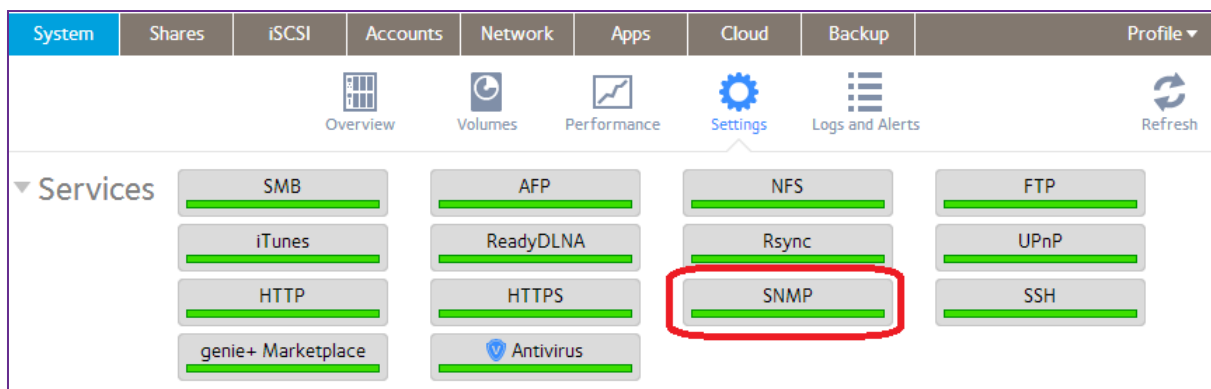 System Shares iSCSI Accounts Network Apps Cloud Backup Profile
Overview Volumes Performance Settings Logs and Alerts Refresh
Services SMB AFP NFS FTP
iTunes ReadyDLNA Rsync UPnP
HTTP HTTPS SNMP SSH
genie+ Marketplace Antivirus